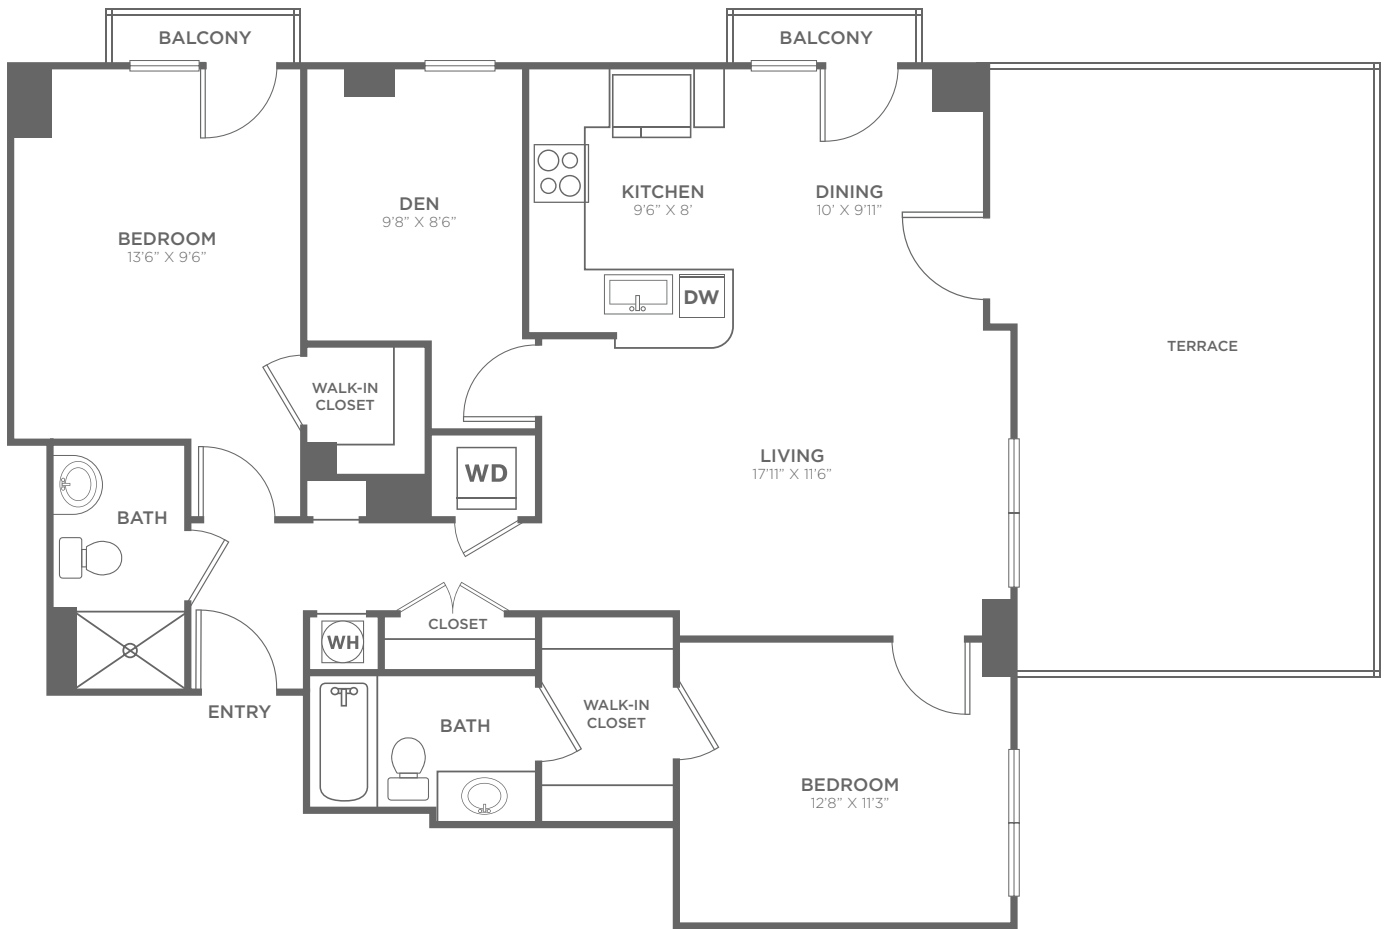 BALCONY
BALCONY
KITCHEN
9’6” X 8’
DINING
10’ X 9’11”
DEN
9’8” X 8’6”
BEDROOM
13’6” X 9’6”
DW
TERRACE
WALK-IN
CLOSET
LIVING
17’11” X 11’6”
WD
BATH
CLOSET
WH
ENTRY
WALK-IN
CLOSET
BATH
BEDROOM
12’8” X 11’3”